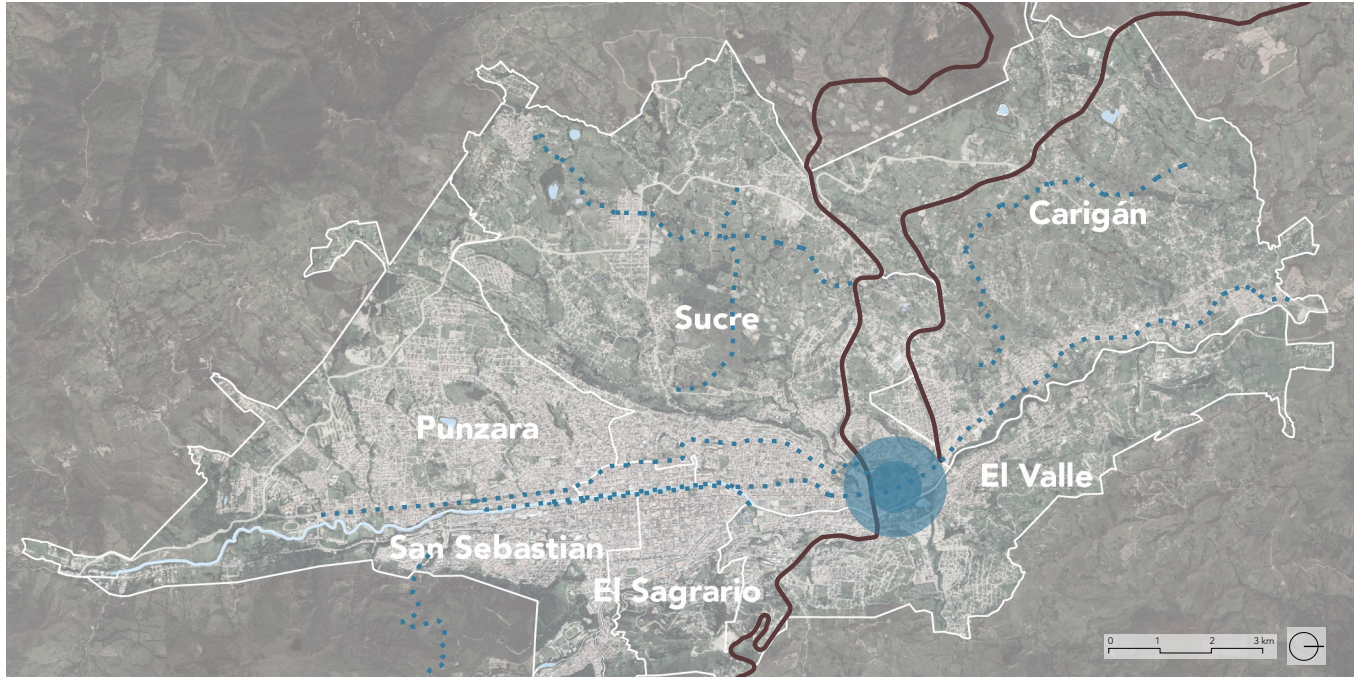 Carigán
Sucre
Punzara
El Valle
San Sebastián
El Sagrario
0 1 2 3 km